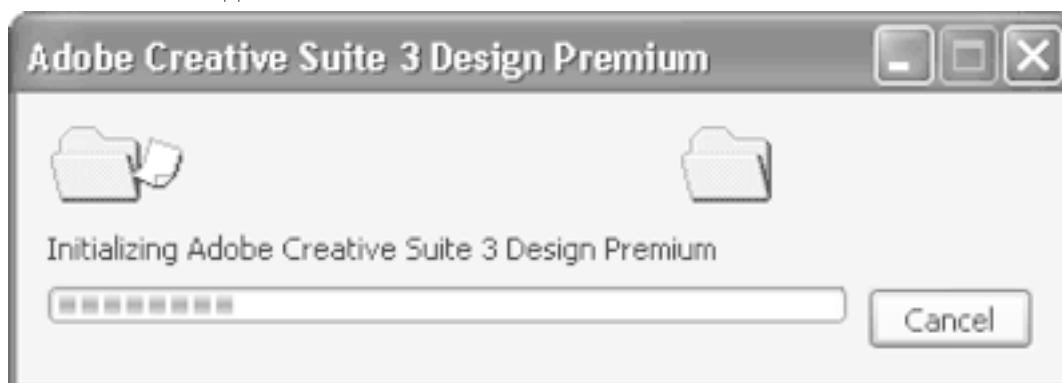 Adobe Creative Suite 3 Design Premium
Initializing Adobe Creative Suite 3 Design Premium
Cancel